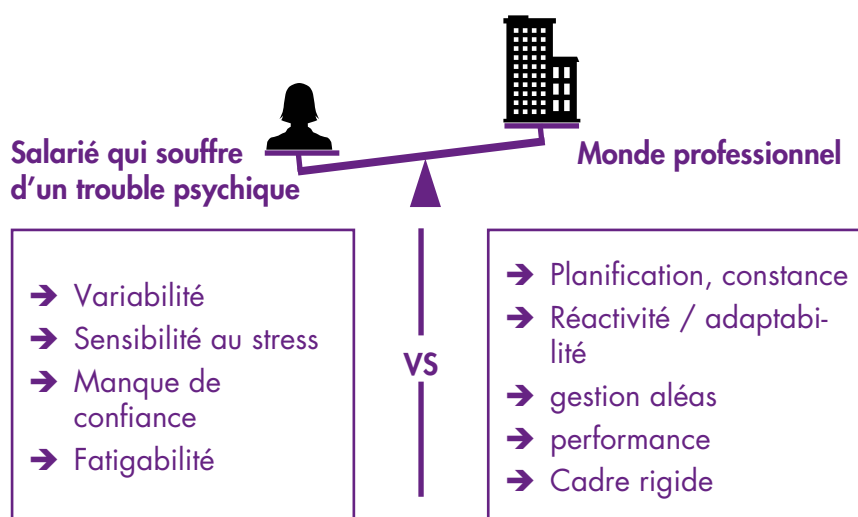 Salarié qui souffre
d'un trouble psychique
Monde professionnel
➔ Variabilité
➔ Sensibilité au stress
➔ Manque de
confiance
➔ Fatigabilité
VS
➔ Planification, constance
➔ Réactivité / adaptabi-
lité
➔ gestion aléas
➔ performance
➔ Cadre rigide